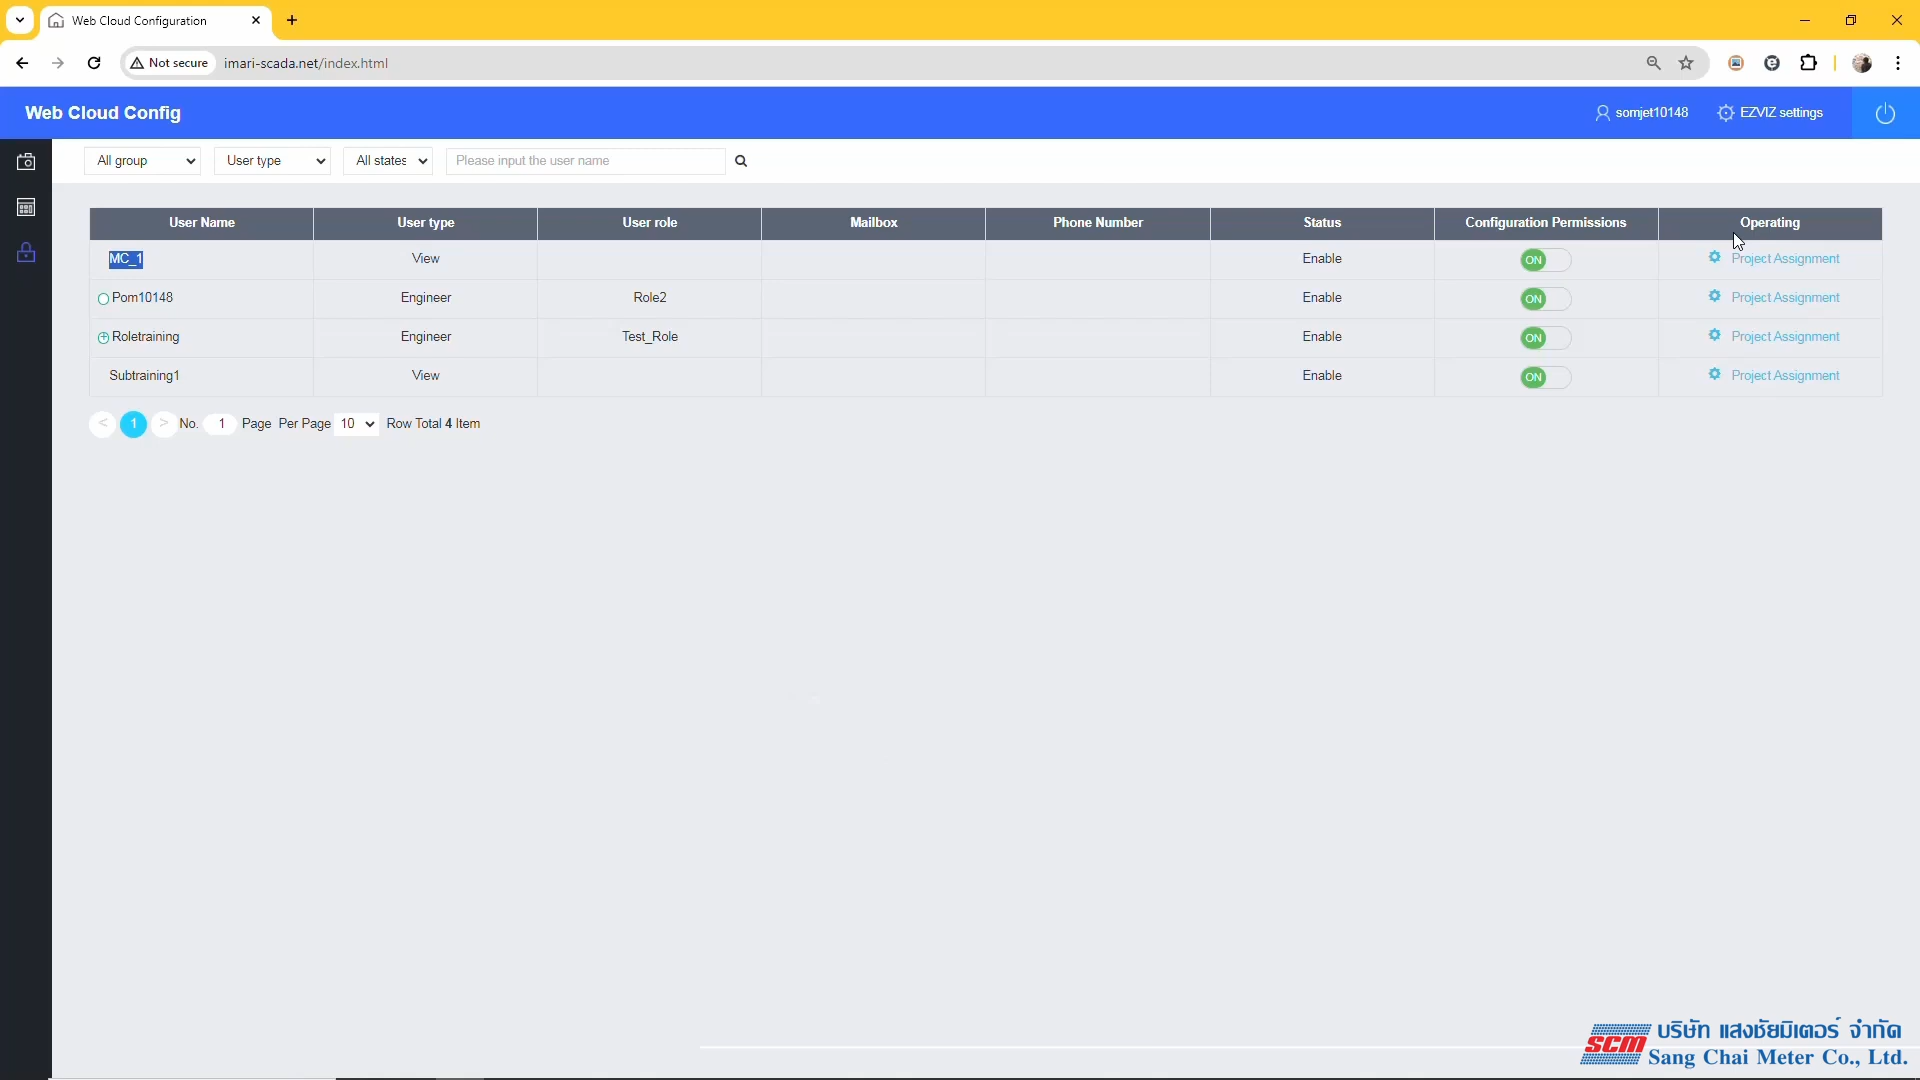 Web Cloud Configuration
Not secure imari-scada.net/index.html
Web Cloud Config somjet10148 EZVIZ settings
All group User type All states Please input the user name
User Name User type User role Mailbox Phone Number Status Configuration Permissions Operating
MC_1 View Enable ON Project Assignment
Pom10148 Engineer Role2 Enable ON Project Assignment
Roletraining Engineer Test_Role Enable ON Project Assignment
Subtraining1 View Enable ON Project Assignment
< 1 > No. 1 Page Per Page 10 Row Total 4 Item
บริษัท แสงชัยมิเตอร์ จำกัด
SCM Sang Chai Meter Co., Ltd.